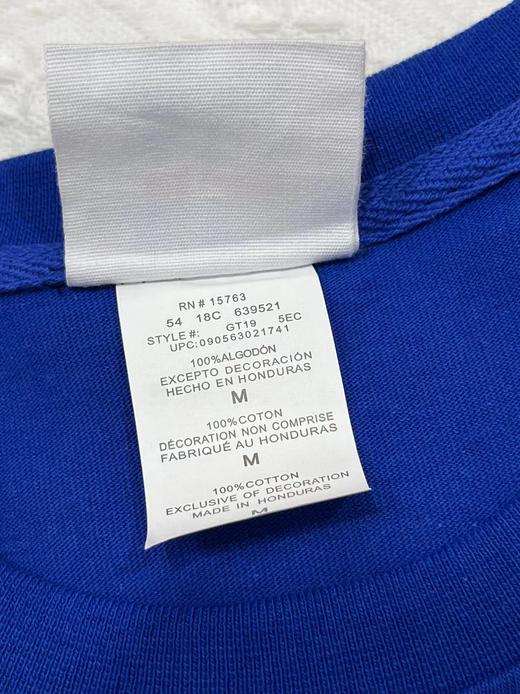 RN # 15763
54 18C 639521
STYLE #: GT19 5EC
UPC:090563021741
100%ALGODÓN
EXCEPTO DECORACIÓN
HECHO EN HONDURAS
M
100%COTON
DÉCORATION NON COMPRISE
FABRIQUÉ AU HONDURAS
M
100%COTTON
EXCLUSIVE OF DECORATION
MADE IN HONDURAS
M